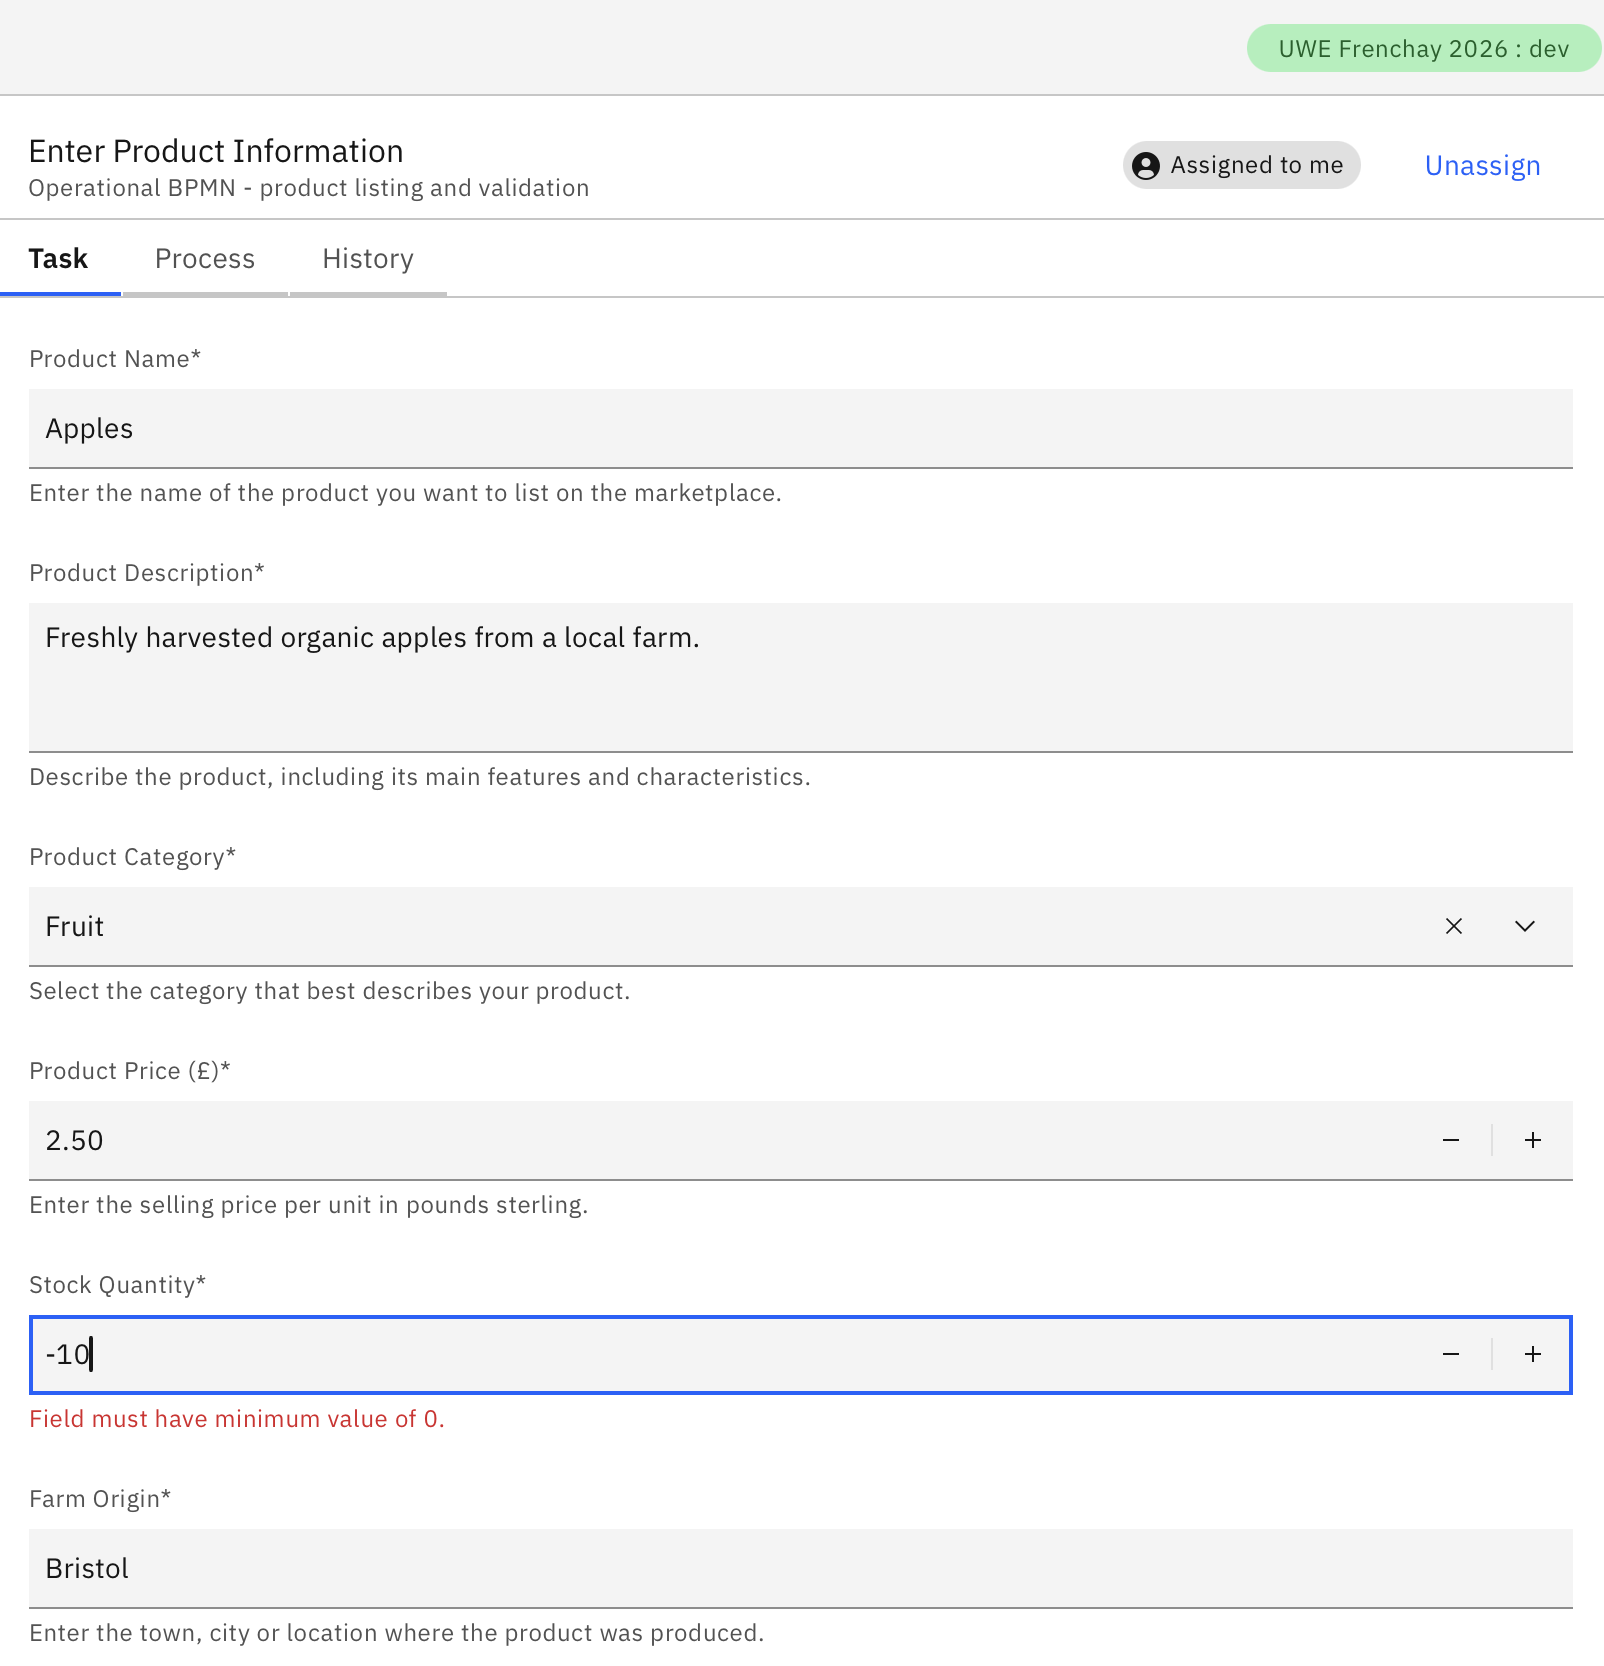 UWE Frenchay 2026 : dev
Enter Product Information
Operational BPMN - product listing and validation
Assigned to me
Unassign
Task
Process
History
Product Name*
Apples
Enter the name of the product you want to list on the marketplace.
Product Description*
Freshly harvested organic apples from a local farm.
Describe the product, including its main features and characteristics.
Product Category*
Fruit
Select the category that best describes your product.
Product Price (£)*
2.50
Enter the selling price per unit in pounds sterling.
Stock Quantity*
-10
Field must have minimum value of 0.
Farm Origin*
Bristol
Enter the town, city or location where the product was produced.